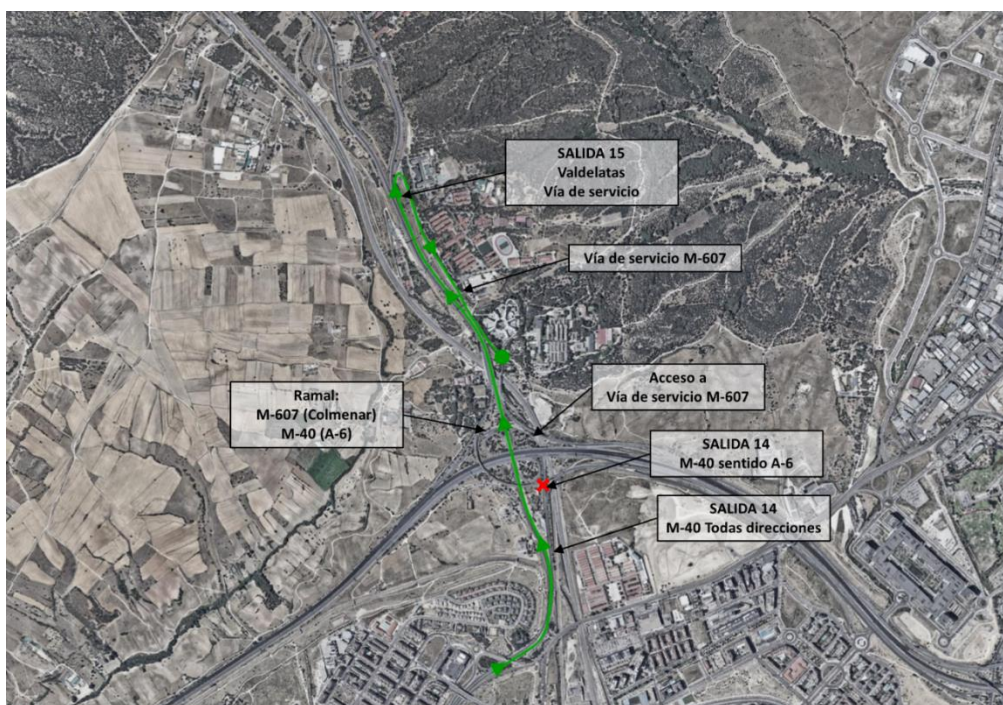 SALIDA 15
Valdelatas
Vía de servicio
Vía de servicio M-607
Ramal:
M-607 (Colmenar)
M-40 (A-6)
Acceso a
Vía de servicio M-607
SALIDA 14
M-40 sentido A-6
SALIDA 14
M-40 Todas direcciones